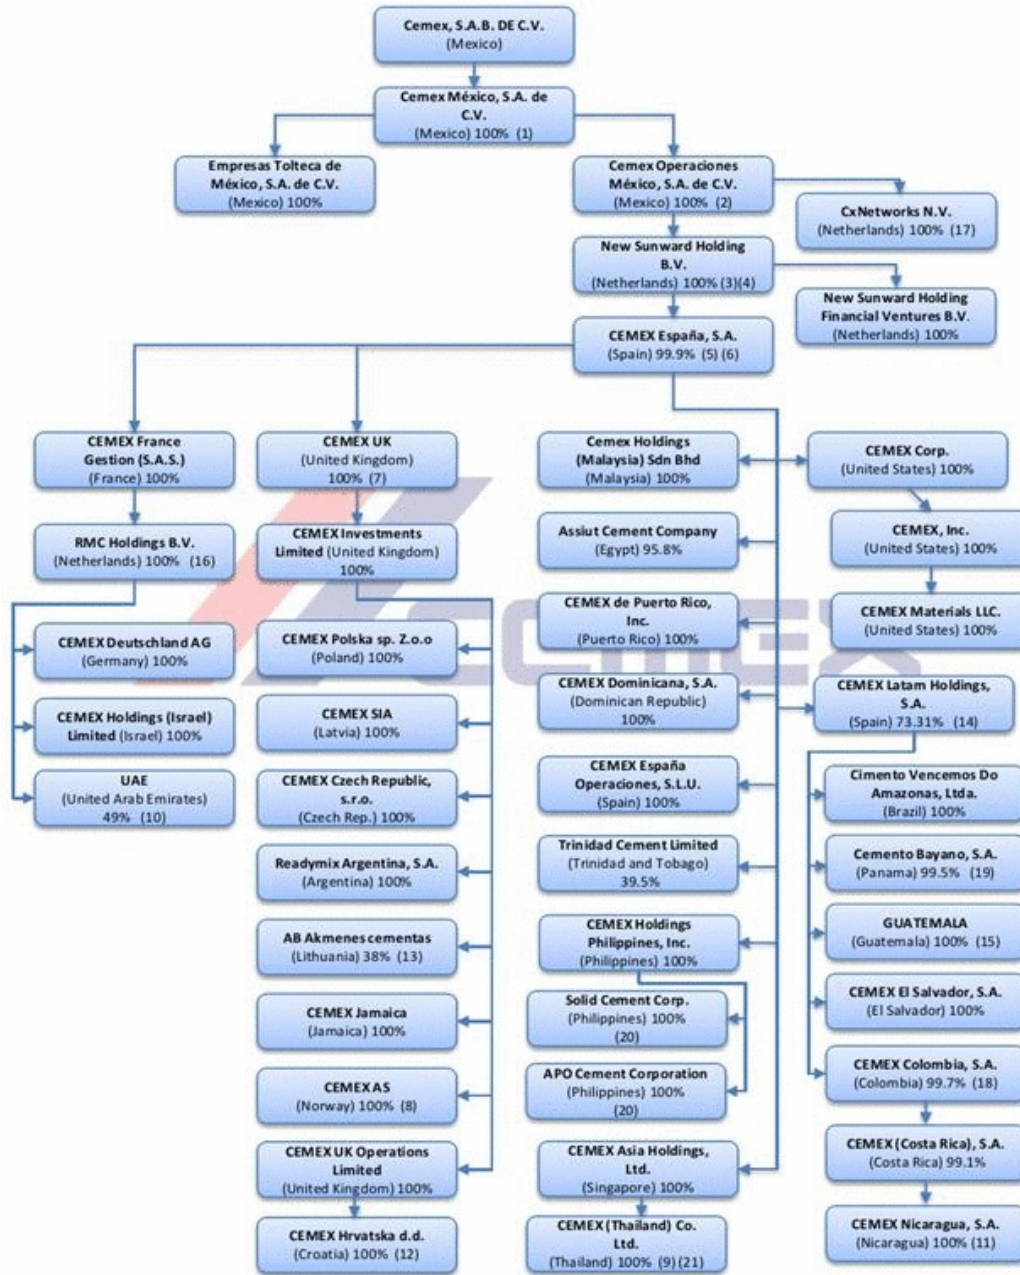 Cemex, S.A.B. DE C.V.
(Mexico)
Cemex México, S.A. de
C.V.
(Mexico) 100% (1)
Empresas Tolteca de
México, S.A. de C.V.
(Mexico) 100%
Cemex Operaciones
México, S.A. de C.V.
(Mexico) 100% (2)
CxNetworks N.V.
(Netherlands) 100% (17)
New Sunward Holding
B.V.
(Netherlands) 100% (3)(4)
New Sunward Holding
Financial Ventures B.V.
(Netherlands) 100%
CEMEX España, S.A.
(Spain) 99.9% (5) (6)
CEMEX France
Gestion (S.A.S.)
(France) 100%
RMC Holdings B.V.
(Netherlands) 100% (16)
CEMEX Deutschland AG
(Germany) 100%
CEMEX Holdings (Israel)
Limited (Israel) 100%
UAE
(United Arab Emirates)
49% (10)
CEMEX UK
(United Kingdom)
100% (7)
CEMEX Investments
Limited (United Kingdom)
100%
CEMEX Polska sp. Z.o.o
(Poland) 100%
CEMEX SIA
(Latvia) 100%
CEMEX Czech Republic,
s.r.o.
(Czech Rep.) 100%
Readymix Argentina, S.A.
(Argentina) 100%
AB Akmenes cementas
(Lithuania) 38% (13)
CEMEX Jamaica
(Jamaica) 100%
CEMEX AS
(Norway) 100% (8)
CEMEX UK Operations
Limited
(United Kingdom) 100%
CEMEX Hrvatska d.d.
(Croatia) 100% (12)
Cemex Holdings
(Malaysia) Sdn Bhd
(Malaysia) 100%
Assiut Cement Company
(Egypt) 95.8%
CEMEX de Puerto Rico,
Inc.
(Puerto Rico) 100%
CEMEX Dominicana, S.A.
(Dominican Republic)
100%
CEMEX España
Operaciones, S.L.U.
(Spain) 100%
Trinidad Cement Limited
(Trinidad and Tobago)
39.5%
CEMEX Holdings
Philippines, Inc.
(Philippines) 100%
Solid Cement Corp.
(Philippines) 100%
(20)
APO Cement Corporation
(Philippines) 100%
(20)
CEMEX Asia Holdings,
Ltd.
(Singapore) 100%
CEMEX (Thailand) Co.
Ltd.
(Thailand) 100% (9) (21)
CEMEX Corp.
(United States) 100%
CEMEX, Inc.
(United States) 100%
CEMEX Materials LLC.
(United States) 100%
CEMEX Latam Holdings,
S.A.
(Spain) 73.31% (14)
Cimento Vencemos Do
Amazonas, Ltda.
(Brazil) 100%
Cemento Bayano, S.A.
(Panama) 99.5% (19)
GUATEMALA
(Guatemala) 100% (15)
CEMEX El Salvador, S.A.
(El Salvador) 100%
CEMEX Colombia, S.A.
(Colombia) 99.7% (18)
CEMEX (Costa Rica), S.A.
(Costa Rica) 99.1%
CEMEX Nicaragua, S.A.
(Nicaragua) 100% (11)
CEMEX